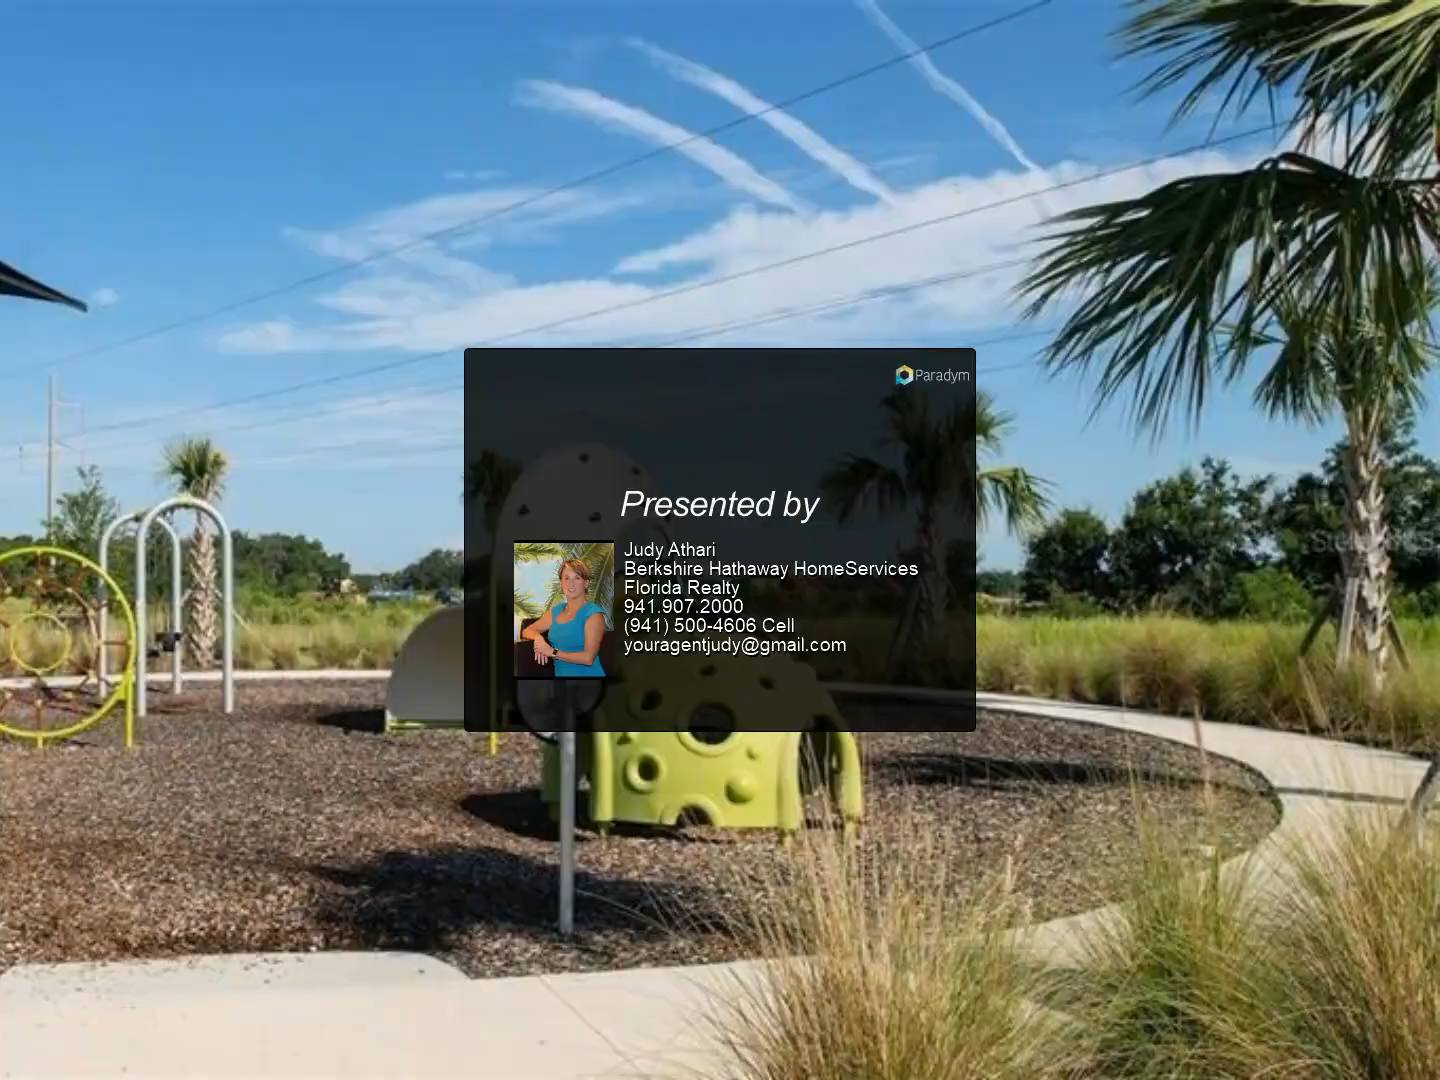 Paradym
Presented by
Judy Athari
Berkshire Hathaway HomeServices
Florida Realty
941.907.2000
(941) 500-4606 Cell
youragentjudy@gmail.com